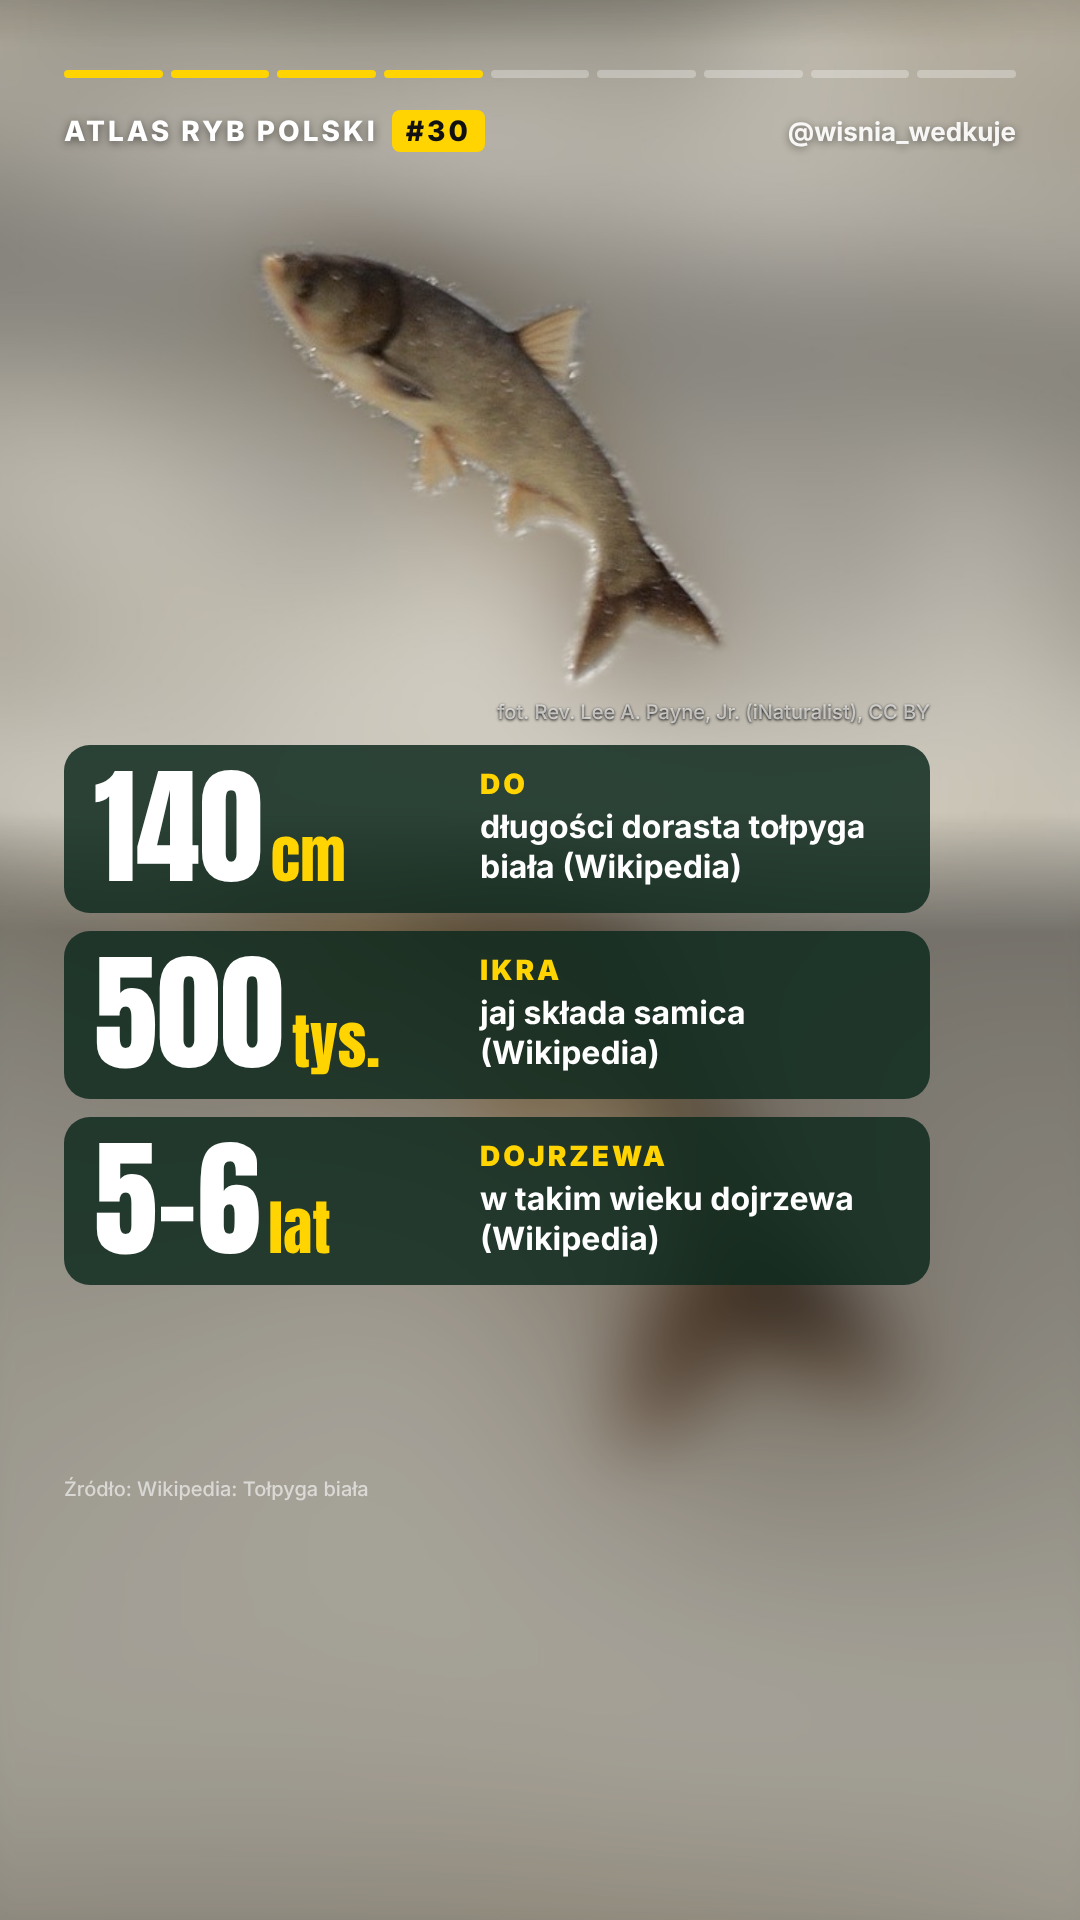 ATLAS RYB POLSKI #30
@wisnia_wedkuje
fot. Rev. Lee A. Payne, Jr. (iNaturalist), CC BY
140 cm
DO
długości dorasta tołpyga
biała (Wikipedia)
500 tys.
IKRA
jaj składa samica
(Wikipedia)
5-6 lat
DOJRZEWA
w takim wieku dojrzewa
(Wikipedia)
Źródło: Wikipedia: Tołpyga biała